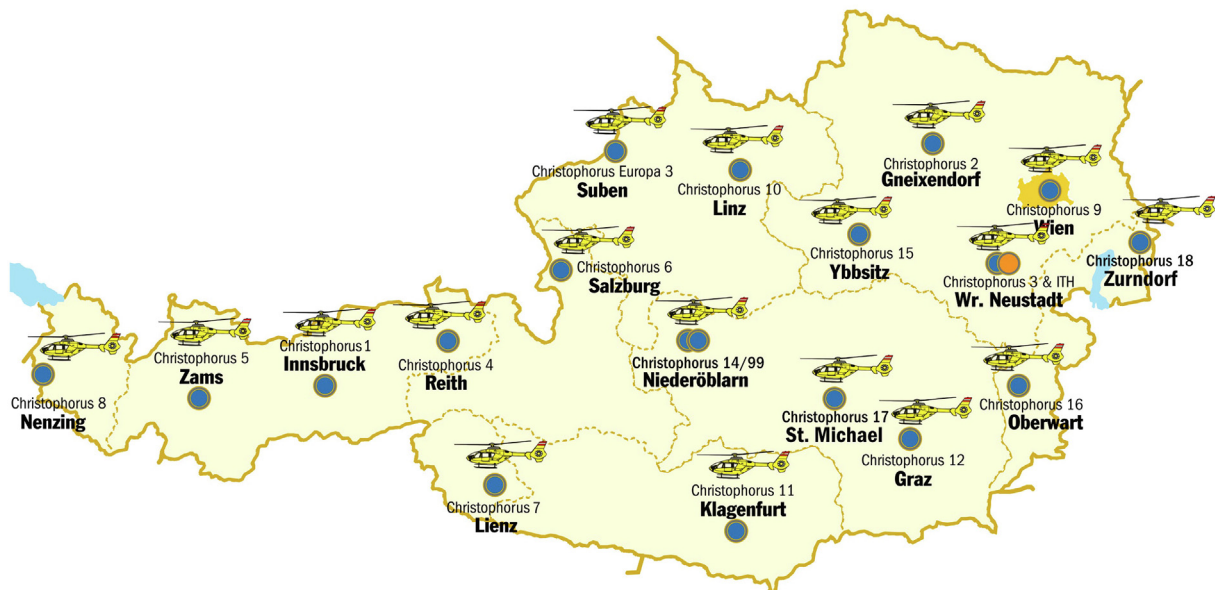 Christophorus 2
Gneixendorf
Christophorus Europa 3
Suben
Christophorus 10
Linz
Christophorus 9
Wien
Christophorus 15
Ybbsitz
Christophorus 18
Zurndorf
Christophorus 6
Salzburg
Christophorus 3 & ITH
Wr. Neustadt
Christophorus 1
Innsbruck
Christophorus 5
Zams
Christophorus 4
Reith
Christophorus 14/99
Niederöblarn
Christophorus 8
Nenzing
Christophorus 17
St. Michael
Christophorus 16
Oberwart
Christophorus 12
Graz
Christophorus 7
Lienz
Christophorus 11
Klagenfurt